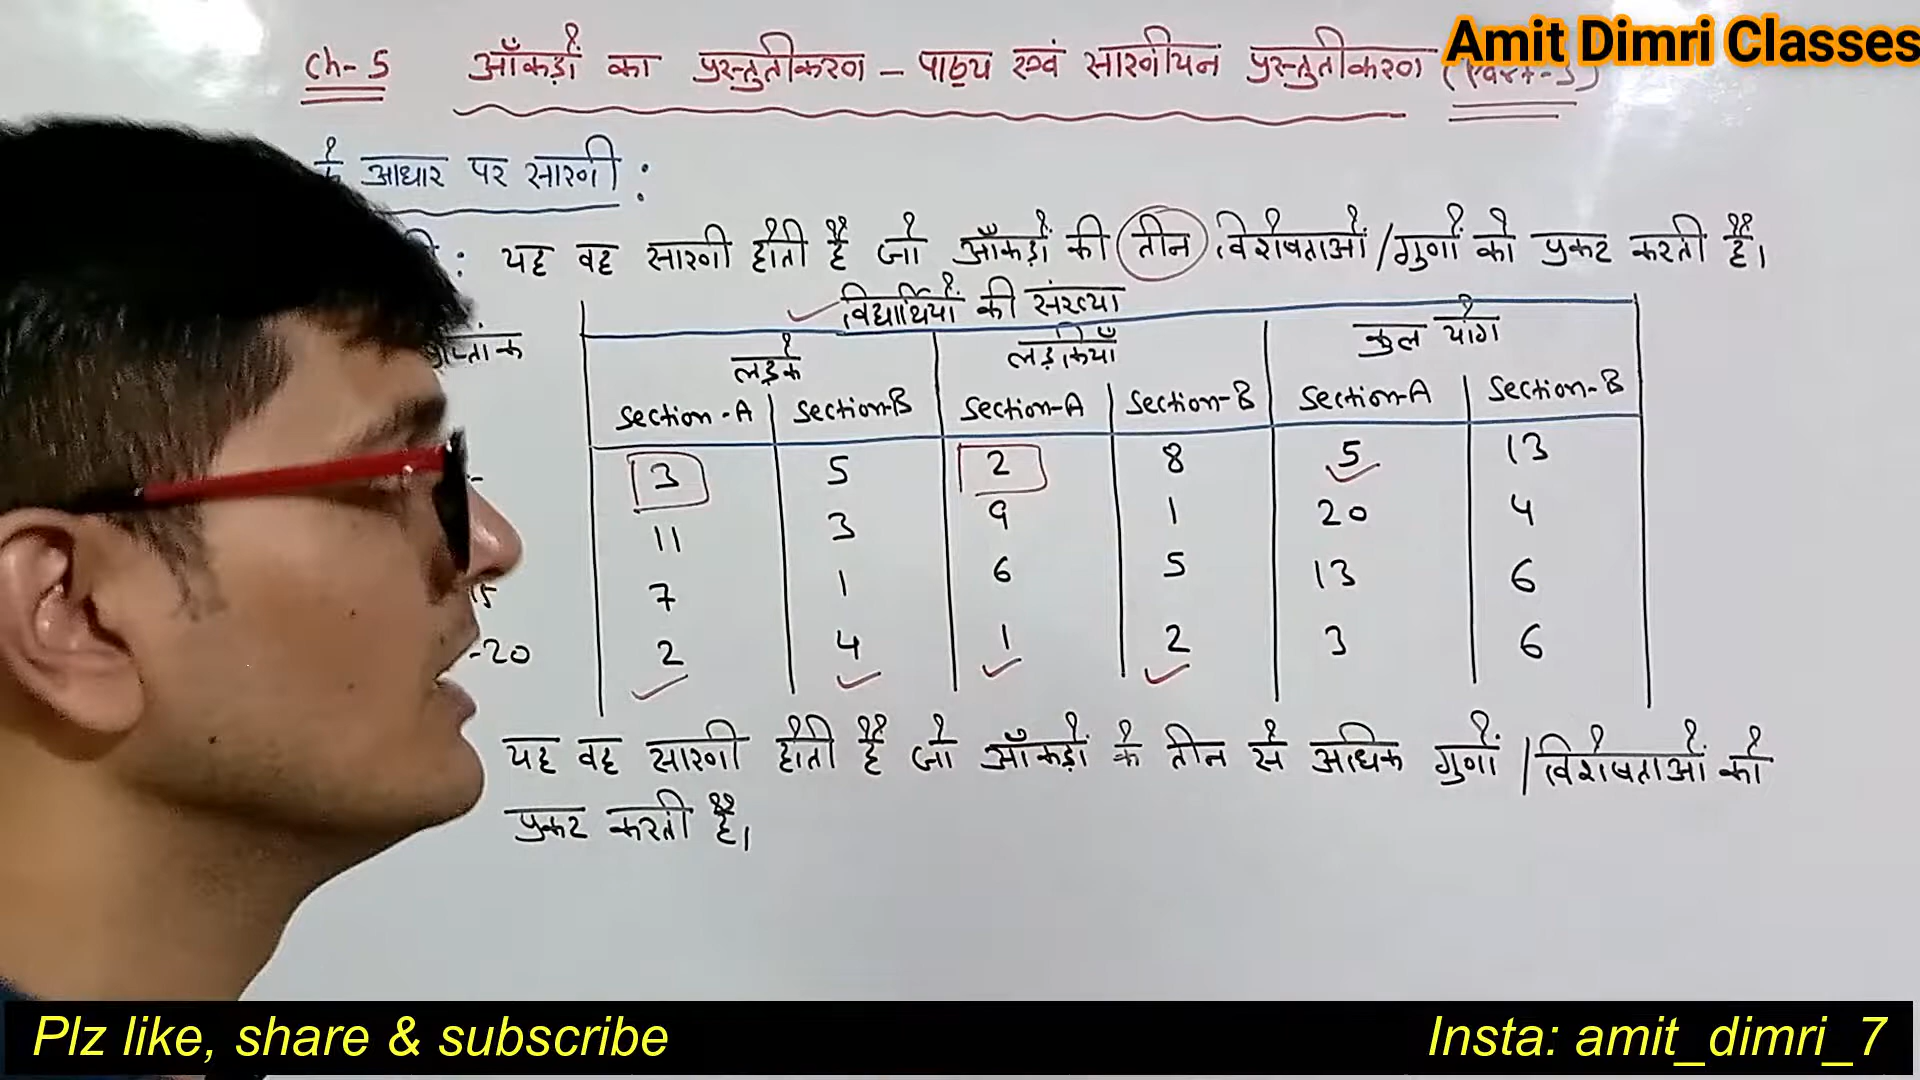 Amit Dimri Classes
Ch-5 आँकड़ों का प्रस्तुतीकरण – पाठ्य एवं सारणीयन प्रस्तुतीकरण
के आधार पर सारणी :
: यह वह सारणी होती है जो आँकड़ों की तीन विशेषताओं/गुणों को प्रकट करती है।
विद्यार्थियों की संख्या
लड़के लड़कियाँ कुल योग
Section-A Section-B Section-A Section-B Section-A Section-B
3 5 2 8 5 13
11 3 9 1 20 4
7 1 6 5 13 6
-20 2 4 1 2 3 6
यह वह सारणी होती है जो आँकड़ों के तीन से अधिक गुणों /विशेषताओं को
प्रकट करती है।
Plz like, share & subscribe
Insta: amit_dimri_7